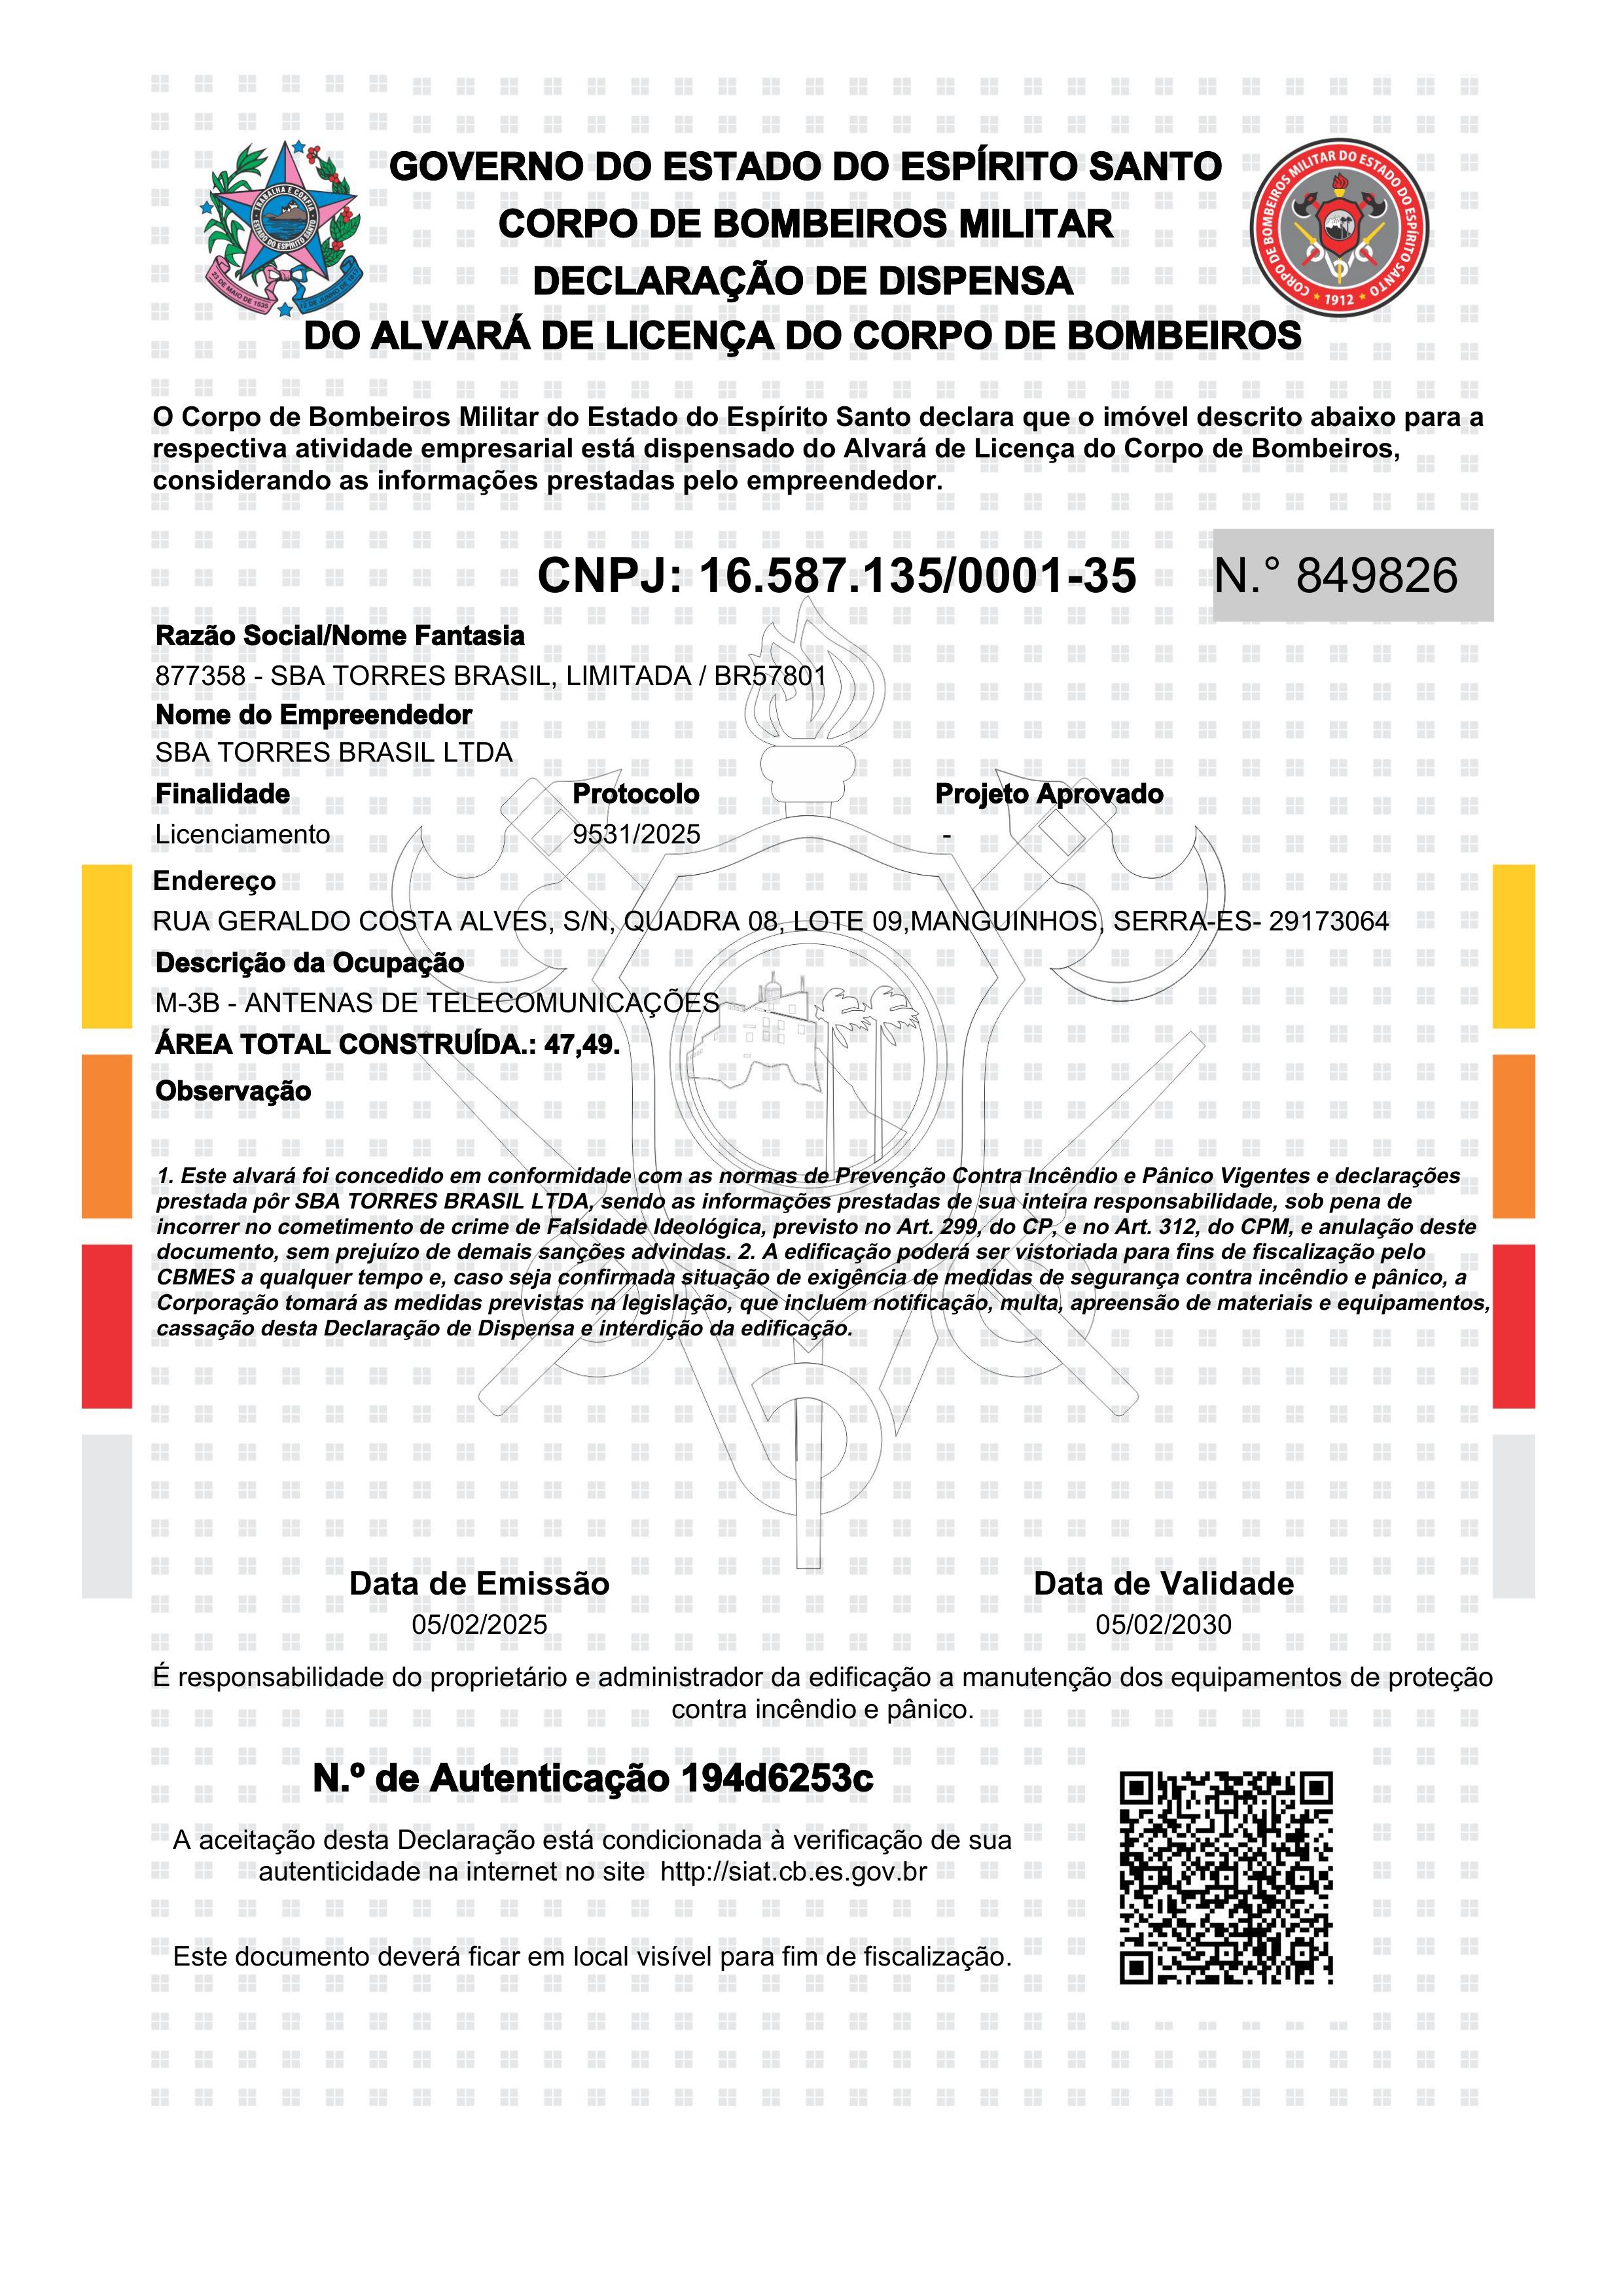 GOVERNO DO ESTADO DO ESPÍRITO SANTO
CORPO DE BOMBEIROS MILITAR
DECLARAÇÃO DE DISPENSA
DO ALVARÁ DE LICENÇA DO CORPO DE BOMBEIROS
TRABALHA E CONFIA
ESTADO DO ESPÍRITO SANTO
23 DE MAIO DE 1535
12 DE JUNHO DE 1817
CORPO DE BOMBEIROS MILITAR DO ESTADO DO ESPÍRITO SANTO
1912
O Corpo de Bombeiros Militar do Estado do Espírito Santo declara que o imóvel descrito abaixo para a
respectiva atividade empresarial está dispensado do Alvará de Licença do Corpo de Bombeiros,
considerando as informações prestadas pelo empreendedor.
CNPJ: 16.587.135/0001-35 N.° 849826
Razão Social/Nome Fantasia
877358 - SBA TORRES BRASIL, LIMITADA / BR57801
Nome do Empreendedor
SBA TORRES BRASIL LTDA
Finalidade Protocolo Projeto Aprovado
Licenciamento 9531/2025 -
Endereço
RUA GERALDO COSTA ALVES, S/N, QUADRA 08, LOTE 09,MANGUINHOS, SERRA-ES- 29173064
Descrição da Ocupação
M-3B - ANTENAS DE TELECOMUNICAÇÕES
ÁREA TOTAL CONSTRUÍDA.: 47,49.
Observação
1. Este alvará foi concedido em conformidade com as normas de Prevenção Contra Incêndio e Pânico Vigentes e declarações
prestada pôr SBA TORRES BRASIL LTDA, sendo as informações prestadas de sua inteira responsabilidade, sob pena de
incorrer no cometimento de crime de Falsidade Ideológica, previsto no Art. 299, do CP, e no Art. 312, do CPM, e anulação deste
documento, sem prejuízo de demais sanções advindas. 2. A edificação poderá ser vistoriada para fins de fiscalização pelo
CBMES a qualquer tempo e, caso seja confirmada situação de exigência de medidas de segurança contra incêndio e pânico, a
Corporação tomará as medidas previstas na legislação, que incluem notificação, multa, apreensão de materiais e equipamentos,
cassação desta Declaração de Dispensa e interdição da edificação.
Data de Emissão Data de Validade
05/02/2025 05/02/2030
É responsabilidade do proprietário e administrador da edificação a manutenção dos equipamentos de proteção
contra incêndio e pânico.
N.º de Autenticação 194d6253c
A aceitação desta Declaração está condicionada à verificação de sua
autenticidade na internet no site http://siat.cb.es.gov.br
Este documento deverá ficar em local visível para fim de fiscalização.